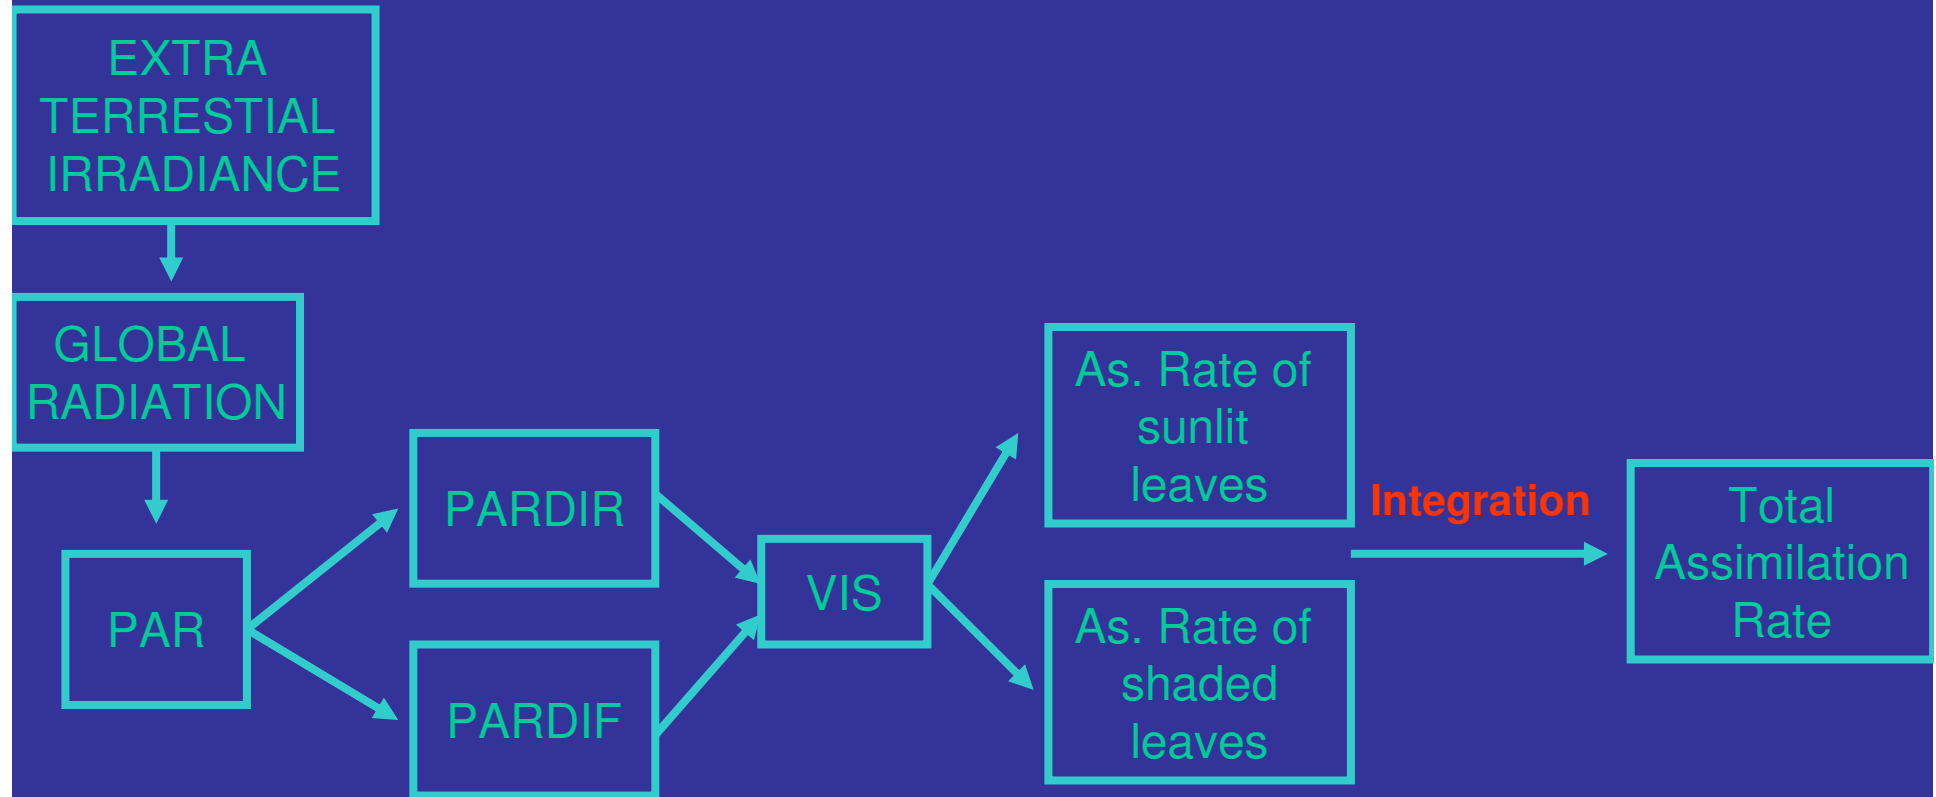 EXTRA
TERRESTIAL
IRRADIANCE
GLOBAL
RADIATION
PAR
PARDIR
PARDIF
VIS
As. Rate of
sunlit
leaves
As. Rate of
shaded
leaves
Integration
Total
Assimilation
Rate